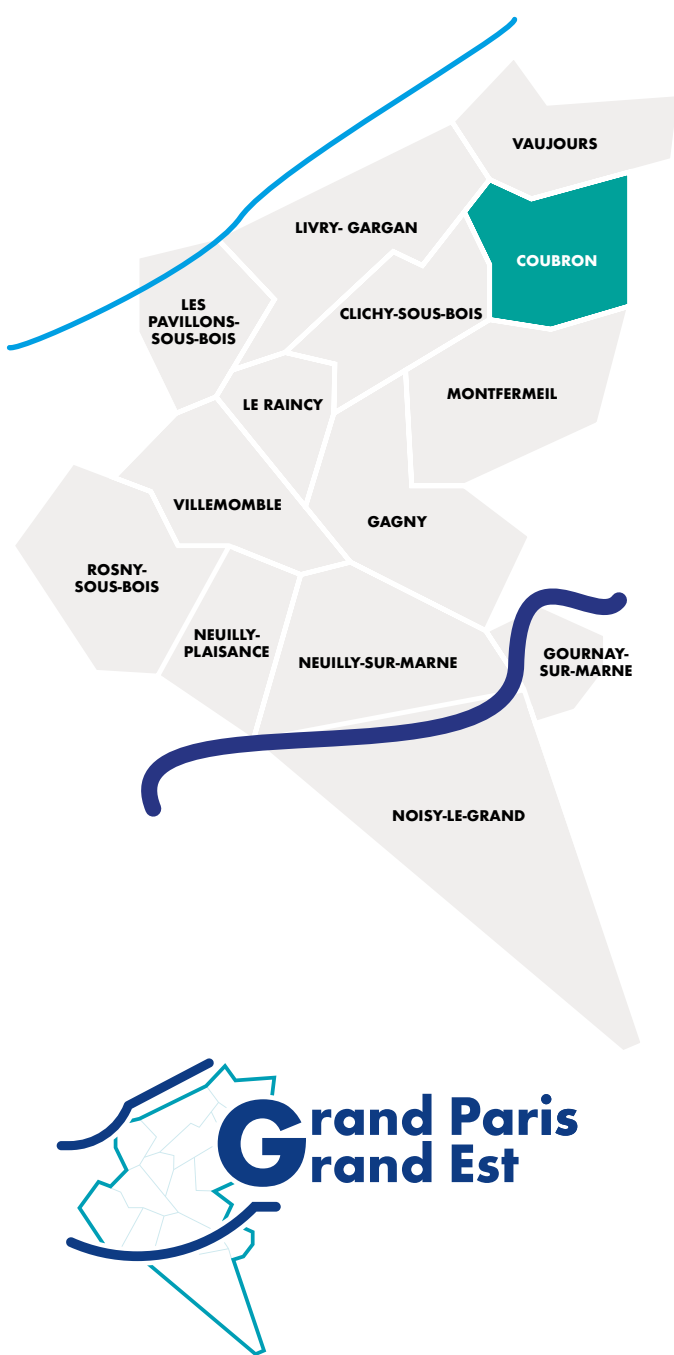 VAUJOURS
LIVRY- GARGAN
COUBRON
LES
PAVILLONS-
SOUS-BOIS
CLICHY-SOUS-BOIS
LE RAINCY
MONTFERMEIL
VILLEMOMBLE
GAGNY
ROSNY-
SOUS-BOIS
NEUILLY-
PLAISANCE
NEUILLY-SUR-MARNE
GOURNAY-
SUR-MARNE
NOISY-LE-GRAND
Grand Paris
Grand Est